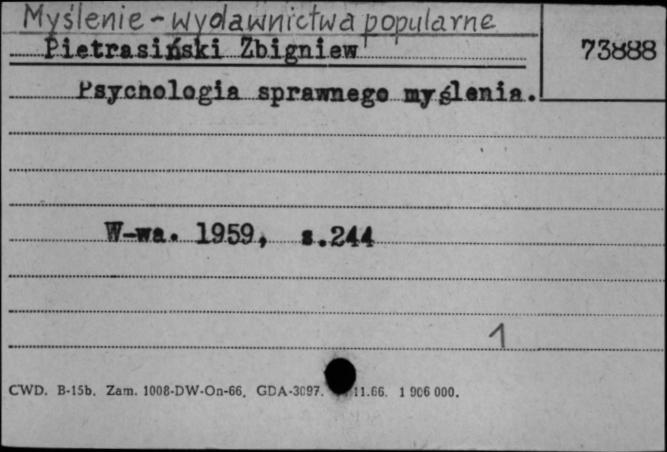 Myślenie - wydawnictwa popularne
Pietrasiński Zbigniew
73888
Psychologia sprawnego myślenia.
W-wa. 1959, s.244
1
CWD. B-15b. Zam. 1008-DW-On-66. GDA-3097. 11.66. 1 906 000.